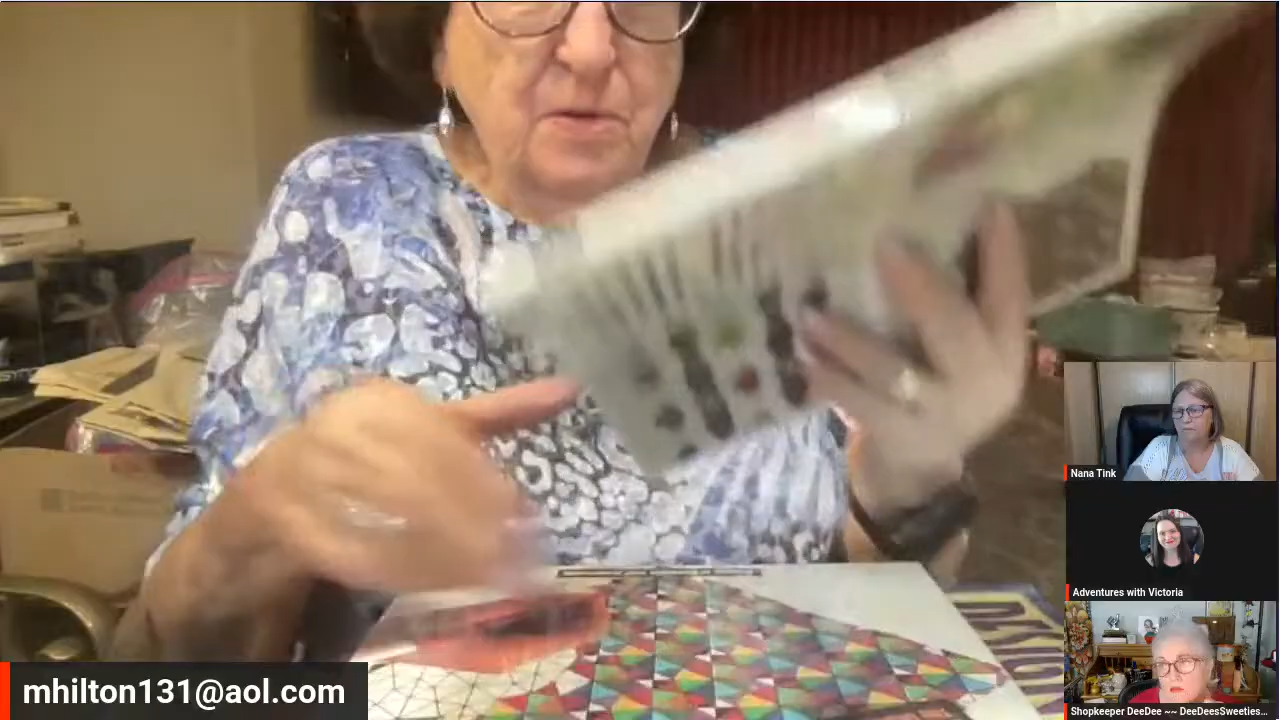 Nana Tink
Adventures with Victoria
Shopkeeper DeeDee ~~ DeeDeesSweeties...
mhilton131@aol.com